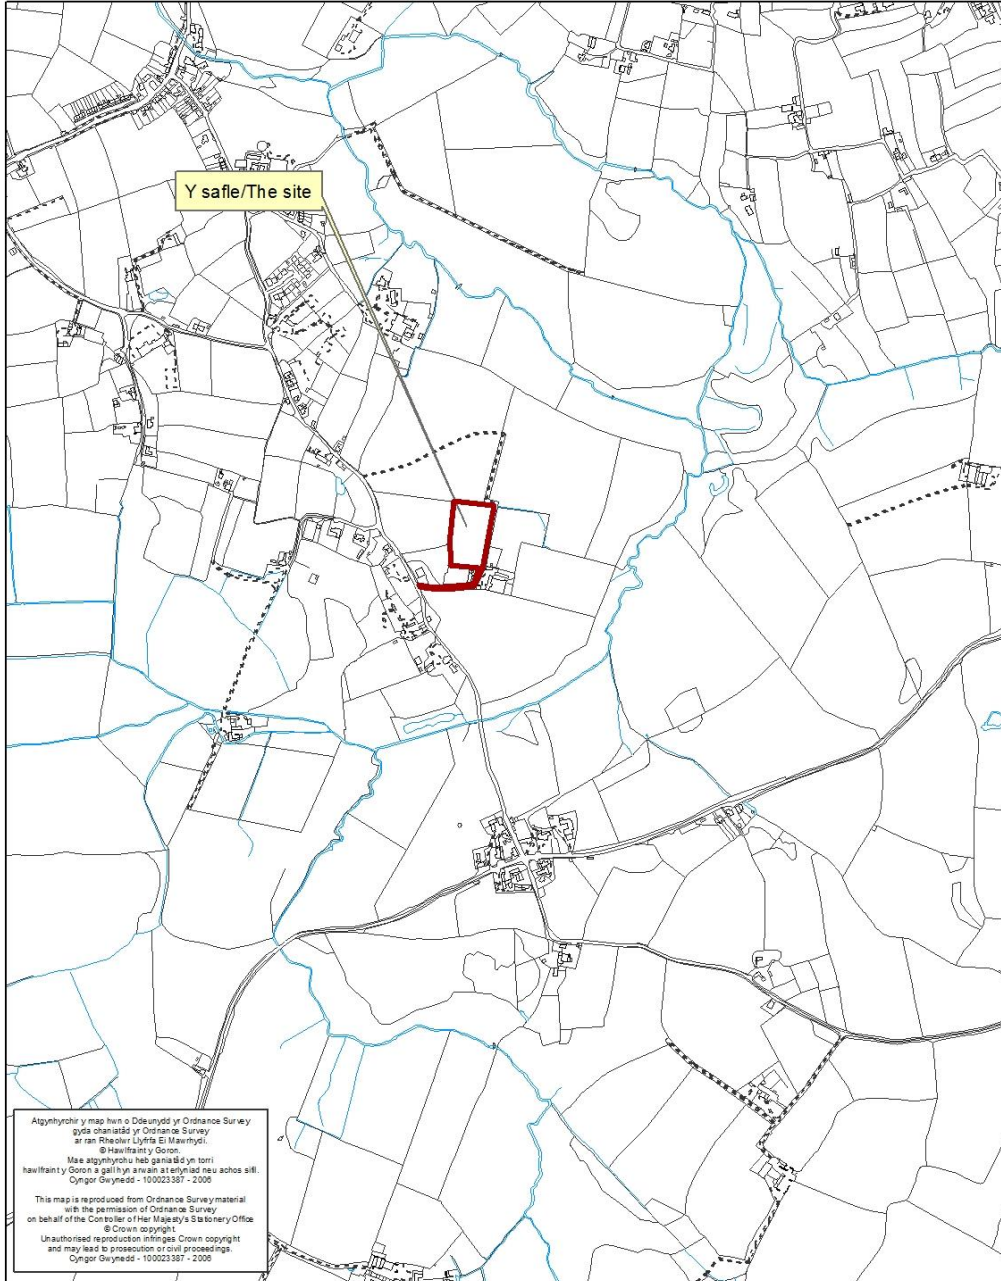 Y safle/The site
Atgynhyrchir y map hwn o Ddeunydd yr Ordnance Survey
gyda chaniatâd yr Ordnance Survey
ar ran Rheolwr Llyfrfa Ei Mawrhydi.
© Hawlfraint y Goron.
Mae atgynhyrchu heb ganiatâd yn torri
hawlfraint y Goron a gall hyn arwain at erlyniad neu achos sifil.
Cyngor Gwynedd - 100023387 - 2006
This map is reproduced from Ordnance Survey material
with the permission of Ordnance Survey
on behalf of the Controller of Her Majesty's Stationery Office
© Crown copyright.
Unauthorised reproduction infringes Crown copyright
and may lead to prosecution or civil proceedings.
Cyngor Gwynedd - 100023387 - 2006